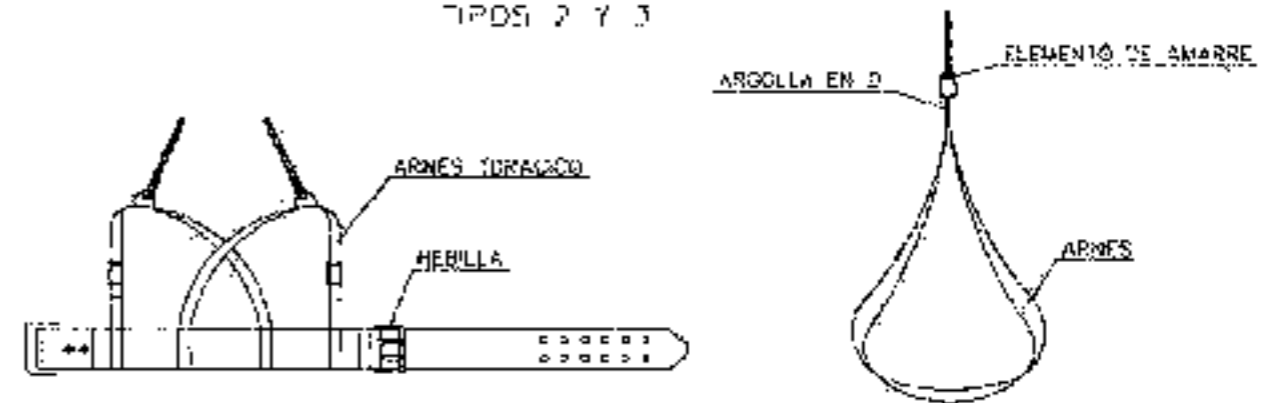 TIPOS 2 Y 3
ELEMENTO DE AMARRE
ARGOLLA EN D
ARNES TORACICO
HEBILLA
ARNES